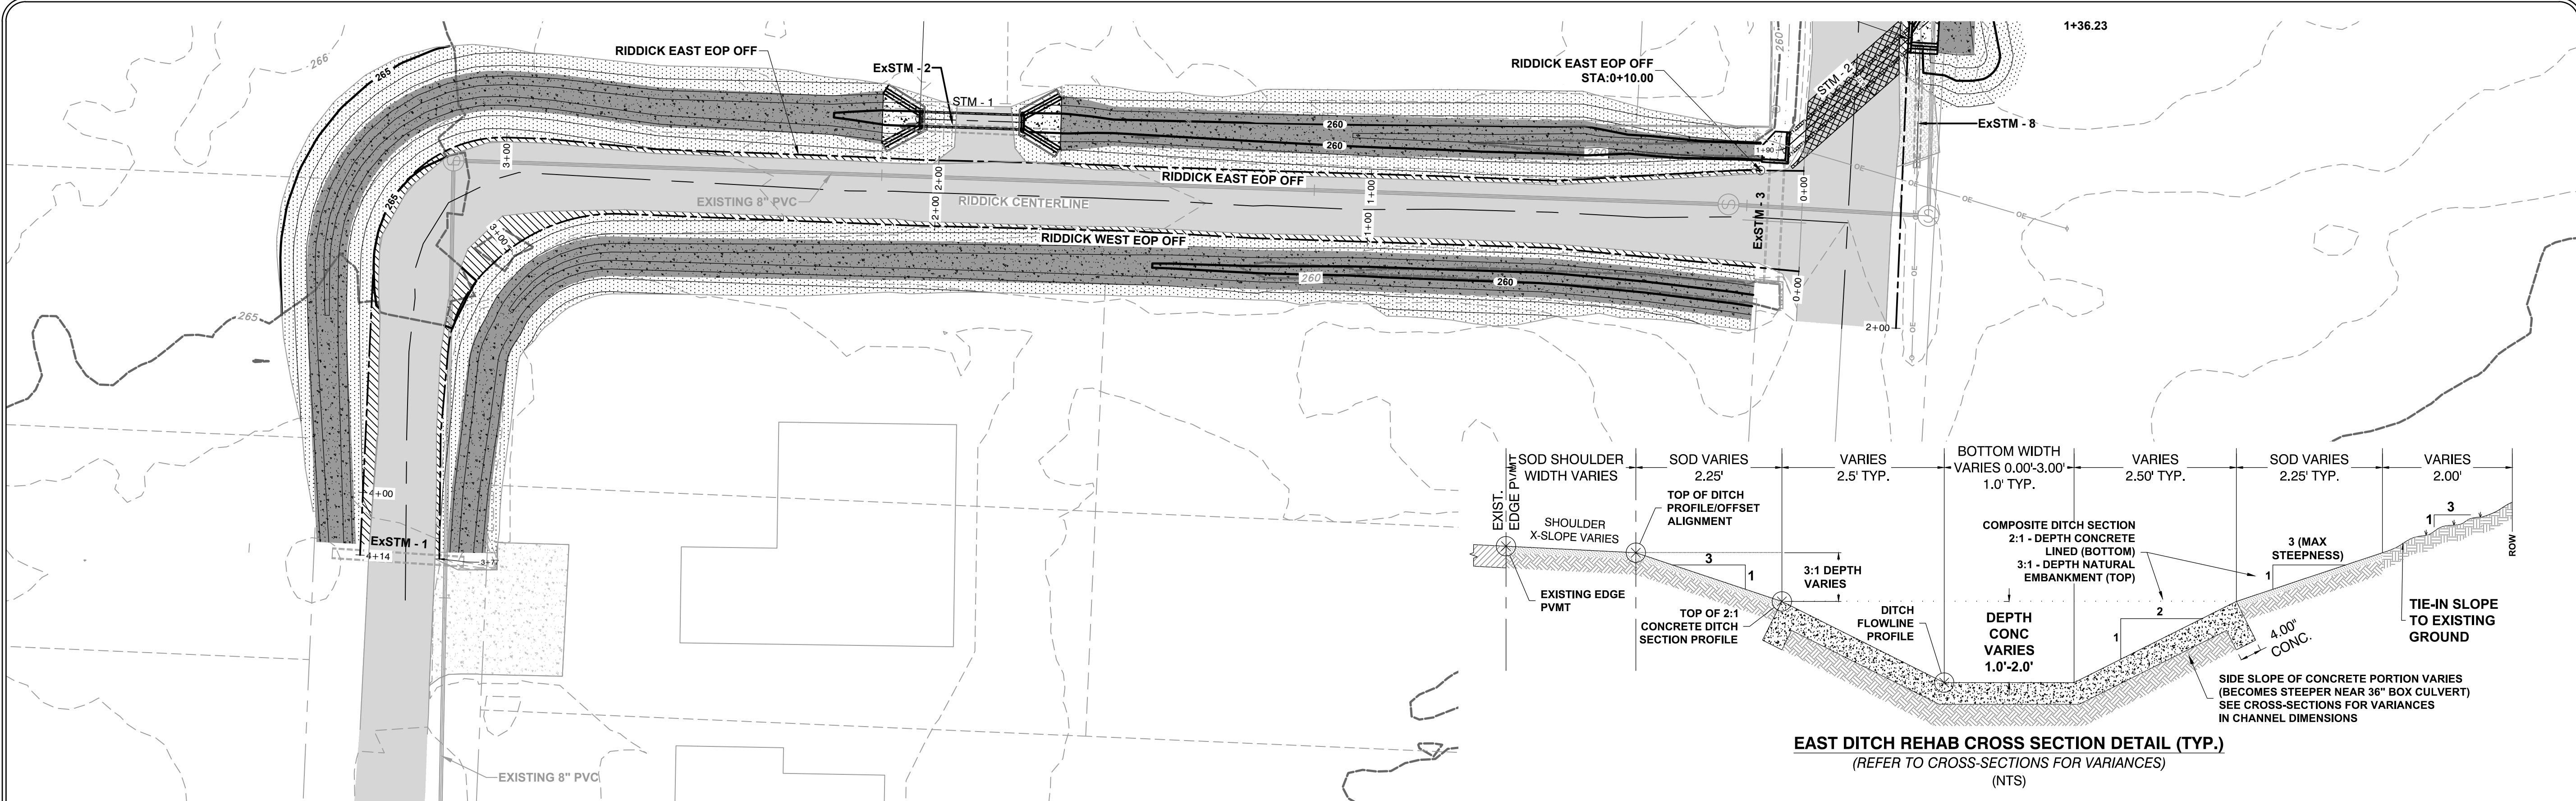 1+36.23
266
265
RIDDICK EAST EOP OFF
ExSTM - 2
STM - 1
RIDDICK EAST EOP OFF
STA:0+10.00
260
STM - 2
ExSTM - 8
260
260
260
1+90
3+00
265
2+00
2+00
EXISTING 8" PVC
RIDDICK CENTERLINE
RIDDICK EAST EOP OFF
1+00
1+00
ExSTM - 3
0+00
OE
OE
OE
OE
OE
OE
S
S
S
3+00
RIDDICK WEST EOP OFF
260
260
0+00
2+00
265
4+00
ExSTM - 1
4+14
EXISTING 8" PVC
EXIST.
EDGE PVMT
SOD SHOULDER
WIDTH VARIES
SOD VARIES
2.25'
VARIES
2.5' TYP.
BOTTOM WIDTH
VARIES 0.00'-3.00'
1.0' TYP.
VARIES
2.50' TYP.
SOD VARIES
2.25' TYP.
VARIES
2.00'
SHOULDER
X-SLOPE VARIES
TOP OF DITCH
PROFILE/OFFSET
ALIGNMENT
3
1
3:1 DEPTH
VARIES
EXISTING EDGE
PVMT
TOP OF 2:1
CONCRETE DITCH
SECTION PROFILE
DITCH
FLOWLINE
PROFILE
DEPTH
CONC
VARIES
1.0'-2.0'
COMPOSITE DITCH SECTION
2:1 - DEPTH CONCRETE
LINED (BOTTOM)
3:1 - DEPTH NATURAL
EMBANKMENT (TOP)
3 (MAX
STEEPNESS)
1
2
1
3
1
ROW
4.00"
CONC.
TIE-IN SLOPE
TO EXISTING
GROUND
SIDE SLOPE OF CONCRETE PORTION VARIES
(BECOMES STEEPER NEAR 36" BOX CULVERT)
SEE CROSS-SECTIONS FOR VARIANCES
IN CHANNEL DIMENSIONS
EAST DITCH REHAB CROSS SECTION DETAIL (TYP.)
(REFER TO CROSS-SECTIONS FOR VARIANCES)
(NTS)